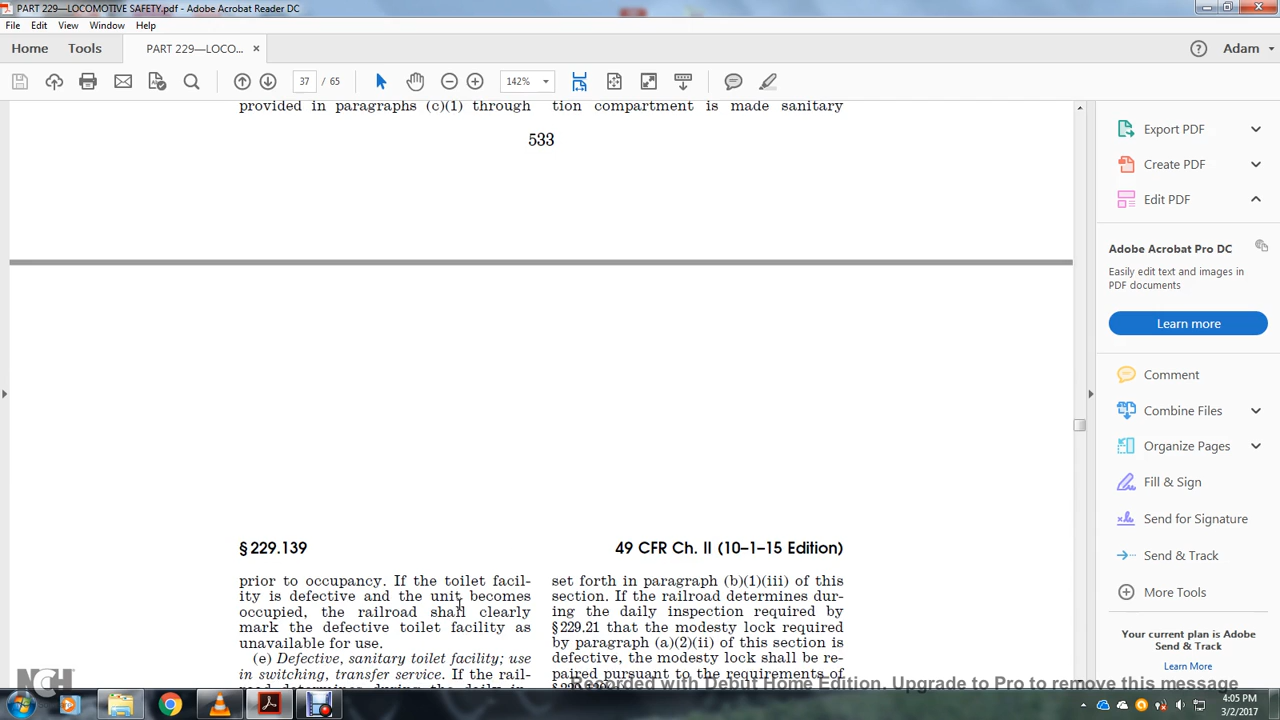 PART 229—LOCOMOTIVE SAFETY.pdf - Adobe Acrobat Reader DC
File Edit View Window Help
Home Tools PART 229—LOCO... × Adam
37 / 65 142%
provided in paragraphs (c)(1) through
tion compartment is made sanitary
533
§ 229.139
49 CFR Ch. II (10–1–15 Edition)
prior to occupancy. If the toilet facil-
ity is defective and the unit becomes
occupied, the railroad shall clearly
mark the defective toilet facility as
unavailable for use.
(e) Defective, sanitary toilet facility; use
in switching, transfer service. If the rail-
set forth in paragraph (b)(1)(iii) of this
section. If the railroad determines dur-
ing the daily inspection required by
§229.21 that the modesty lock required
by paragraph (a)(2)(ii) of this section is
defective, the modesty lock shall be re-
paired pursuant to the requirements of
Export PDF
Create PDF
Edit PDF
Adobe Acrobat Pro DC
Easily edit text and images in
PDF documents
Learn more
Comment
Combine Files
Organize Pages
Fill & Sign
Send for Signature
Send & Track
More Tools
Your current plan is Adobe
Send & Mark
Learn More
NCH
Recorded with Debut Home Edition. Upgrade to Pro to remove this message
4:05 PM
3/2/2017